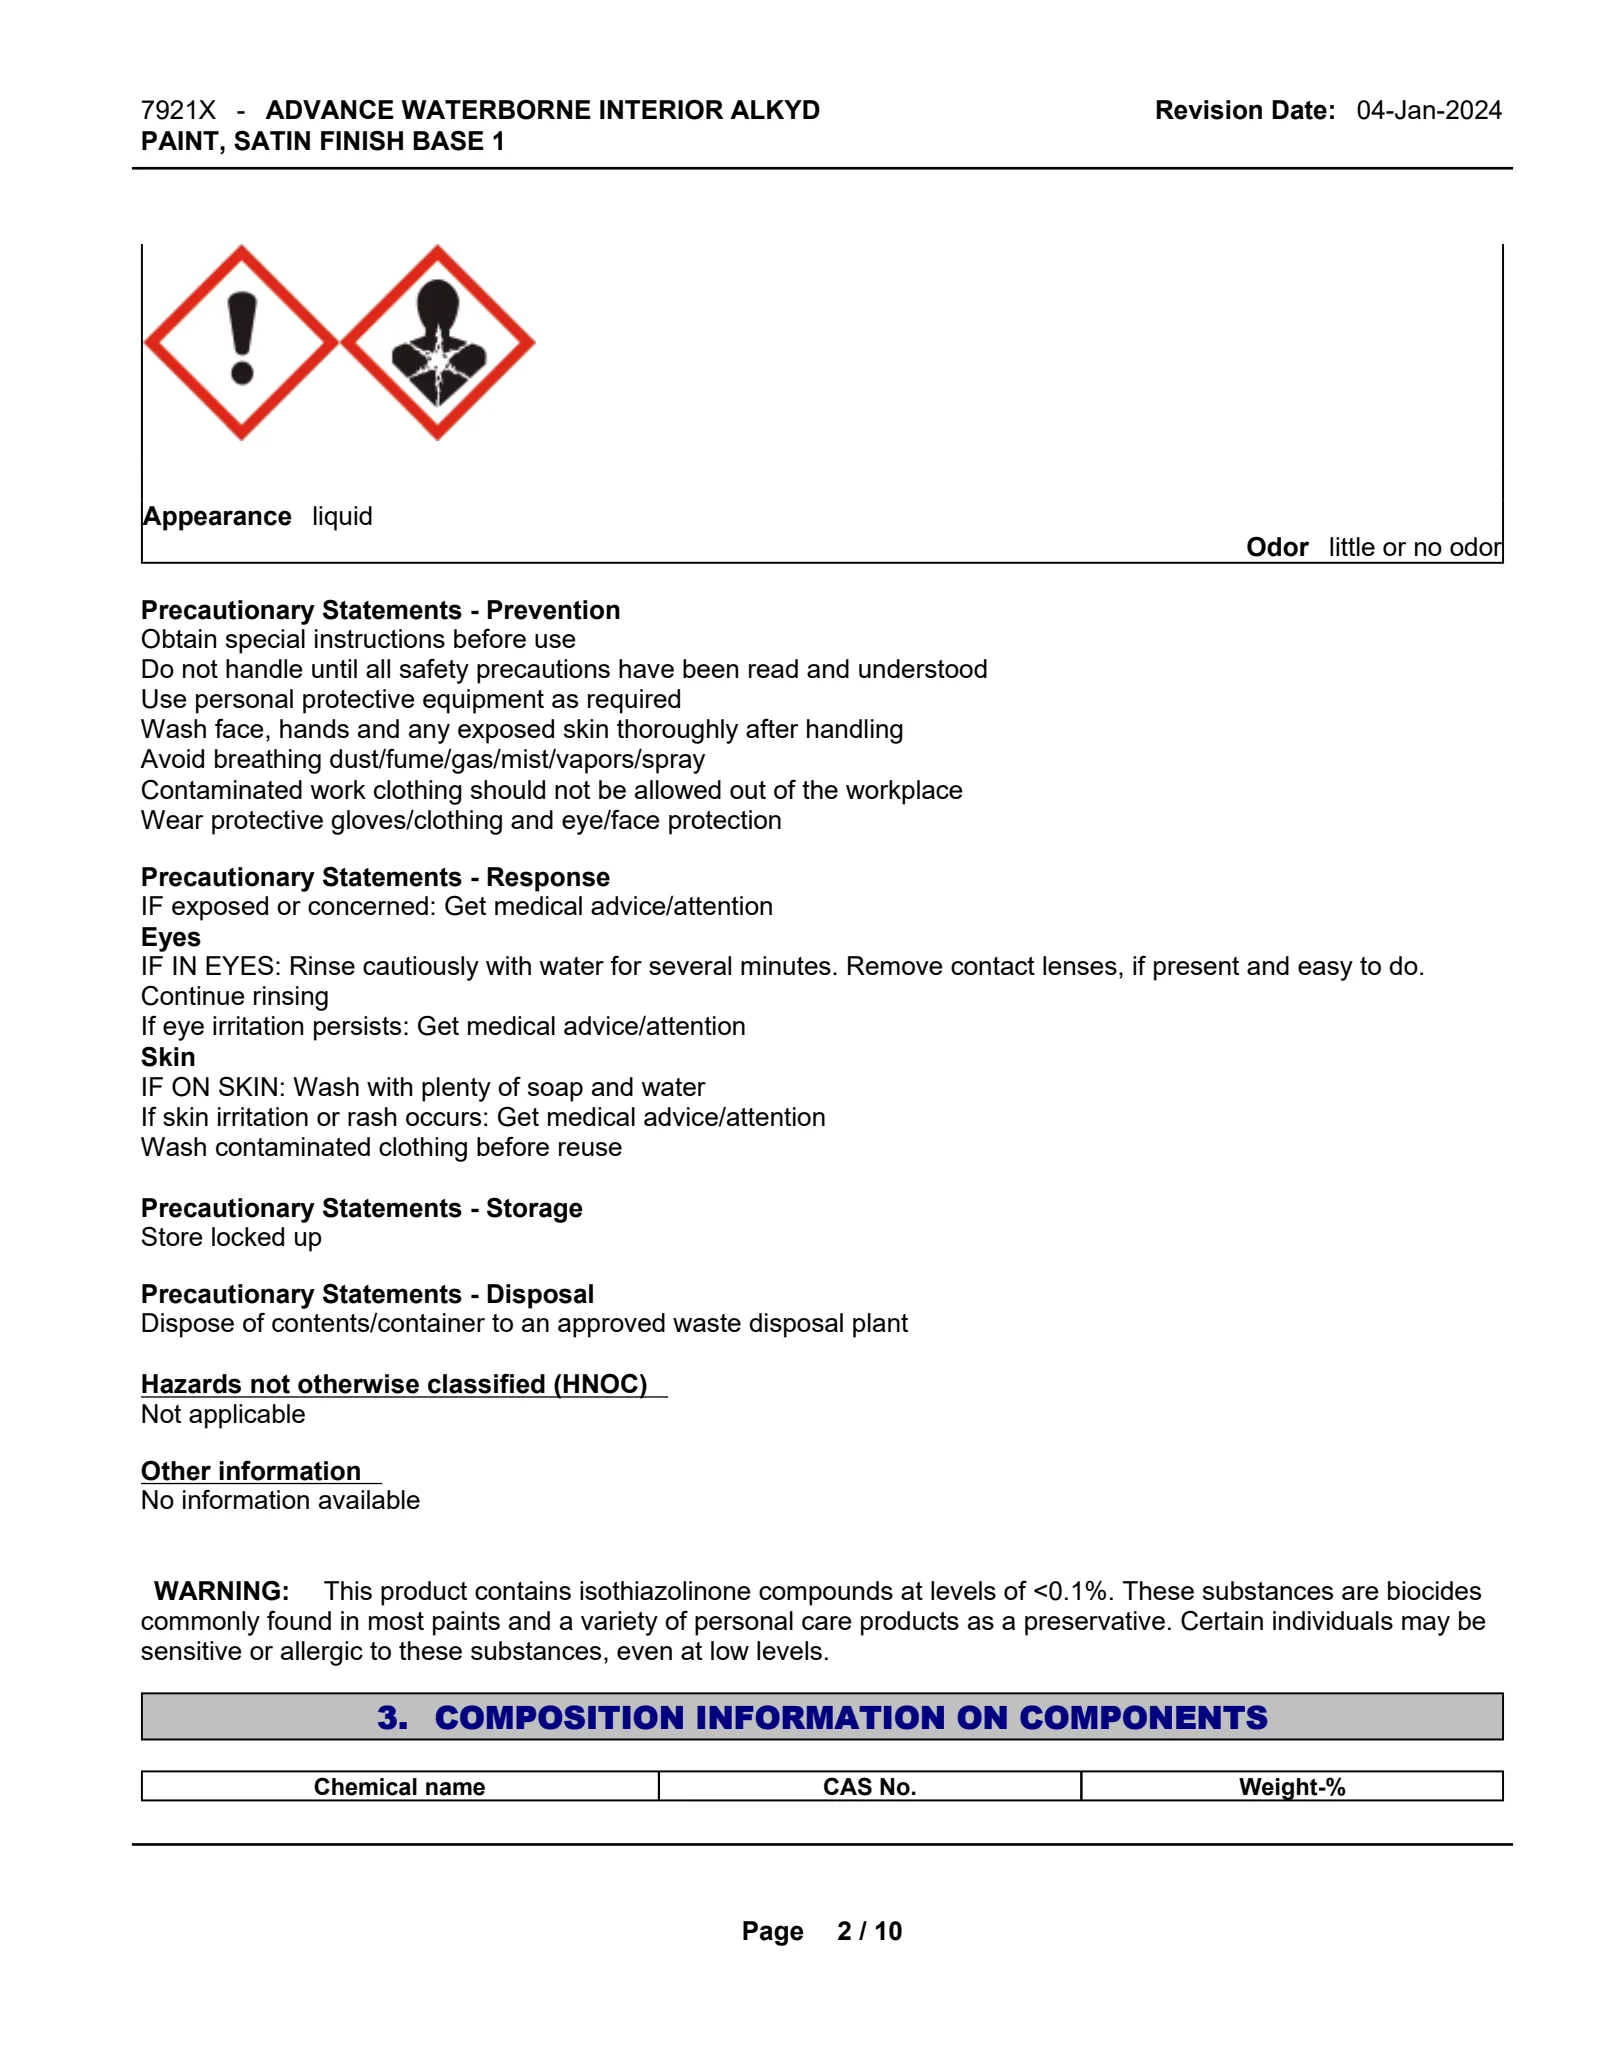 7921X - ADVANCE WATERBORNE INTERIOR ALKYD PAINT, SATIN FINISH BASE 1
Revision Date: 04-Jan-2024
Appearance liquid
Odor little or no odor
Precautionary Statements - Prevention
Obtain special instructions before use
Do not handle until all safety precautions have been read and understood
Use personal protective equipment as required
Wash face, hands and any exposed skin thoroughly after handling
Avoid breathing dust/fume/gas/mist/vapors/spray
Contaminated work clothing should not be allowed out of the workplace
Wear protective gloves/clothing and eye/face protection
Precautionary Statements - Response
IF exposed or concerned: Get medical advice/attention
Eyes
IF IN EYES: Rinse cautiously with water for several minutes. Remove contact lenses, if present and easy to do.
Continue rinsing
If eye irritation persists: Get medical advice/attention
Skin
IF ON SKIN: Wash with plenty of soap and water
If skin irritation or rash occurs: Get medical advice/attention
Wash contaminated clothing before reuse
Precautionary Statements - Storage
Store locked up
Precautionary Statements - Disposal
Dispose of contents/container to an approved waste disposal plant
Hazards not otherwise classified (HNOC)
Not applicable
Other information
No information available
WARNING: This product contains isothiazolinone compounds at levels of <0.1%. These substances are biocides
commonly found in most paints and a variety of personal care products as a preservative. Certain individuals may be
sensitive or allergic to these substances, even at low levels.
3. COMPOSITION INFORMATION ON COMPONENTS
Chemical name CAS No. Weight-%
Page 2 / 10